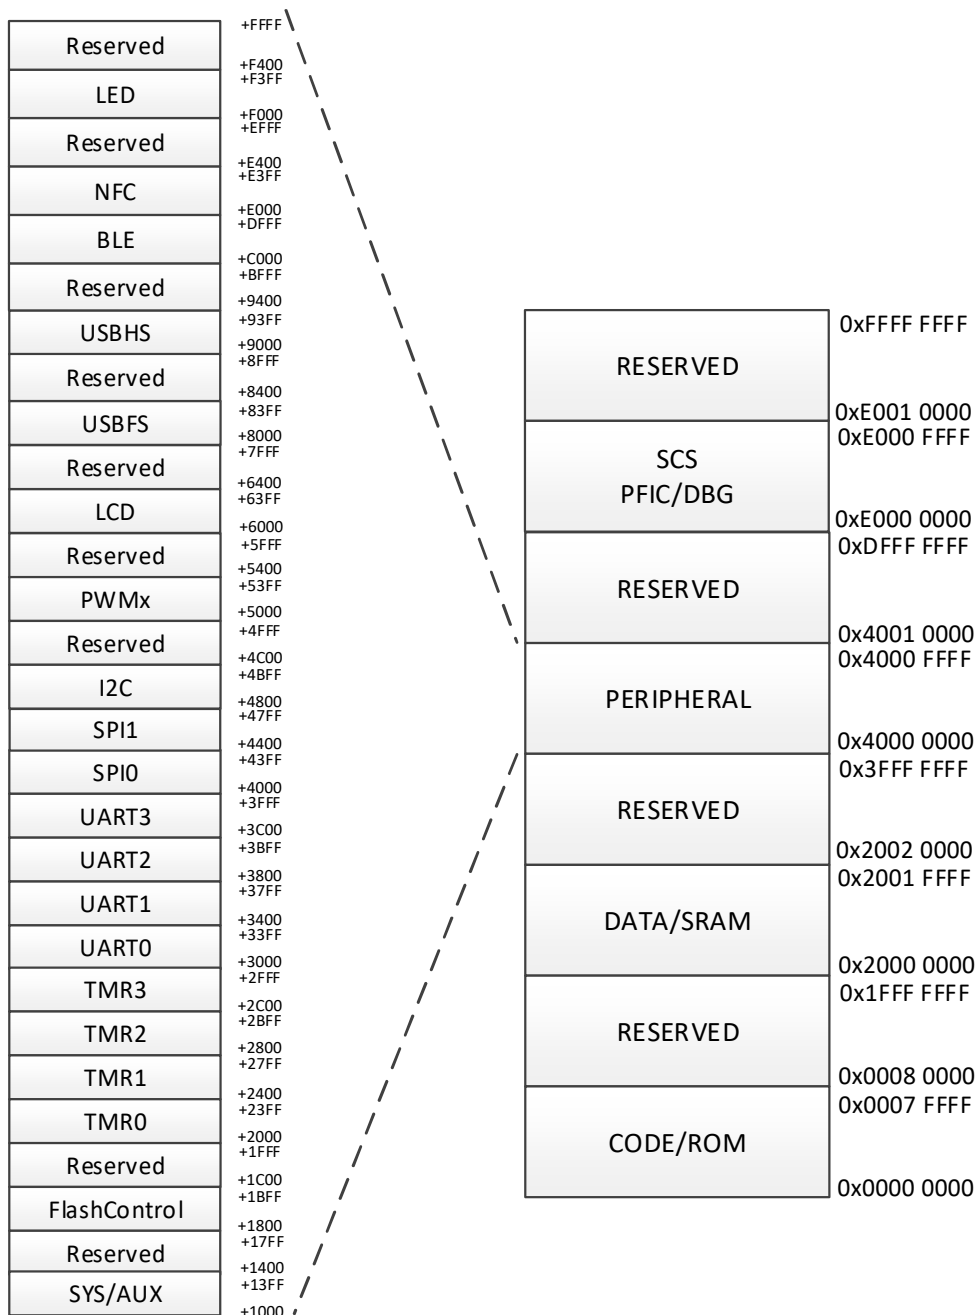 Reserved
+FFFF
+F400
LED
+F3FF
+F000
Reserved
+EFFF
+E400
NFC
+E3FF
+E000
BLE
+DFFF
+C000
Reserved
+BFFF
+9400
USBHS
+93FF
+9000
Reserved
+8FFF
+8400
USBFS
+83FF
+8000
Reserved
+7FFF
+6400
LCD
+63FF
+6000
Reserved
+5FFF
+5400
PWMx
+53FF
+5000
Reserved
+4FFF
+4C00
I2C
+4BFF
+4800
SPI1
+47FF
+4400
SPI0
+43FF
+4000
UART3
+3FFF
+3C00
UART2
+3BFF
+3800
UART1
+37FF
+3400
UART0
+33FF
+3000
TMR3
+2FFF
+2C00
TMR2
+2BFF
+2800
TMR1
+27FF
+2400
TMR0
+23FF
+2000
Reserved
+1FFF
+1C00
FlashControl
+1BFF
+1800
Reserved
+17FF
+1400
SYS/AUX
+13FF
+1000
RESERVED
0xFFFF FFFF
0xE001 0000
SCS
PFIC/DBG
0xE000 FFFF
0xE000 0000
RESERVED
0xDFFF FFFF
0x4001 0000
PERIPHERAL
0x4000 FFFF
0x4000 0000
RESERVED
0x3FFF FFFF
0x2002 0000
DATA/SRAM
0x2001 FFFF
0x2000 0000
RESERVED
0x1FFF FFFF
0x0008 0000
CODE/ROM
0x0007 FFFF
0x0000 0000